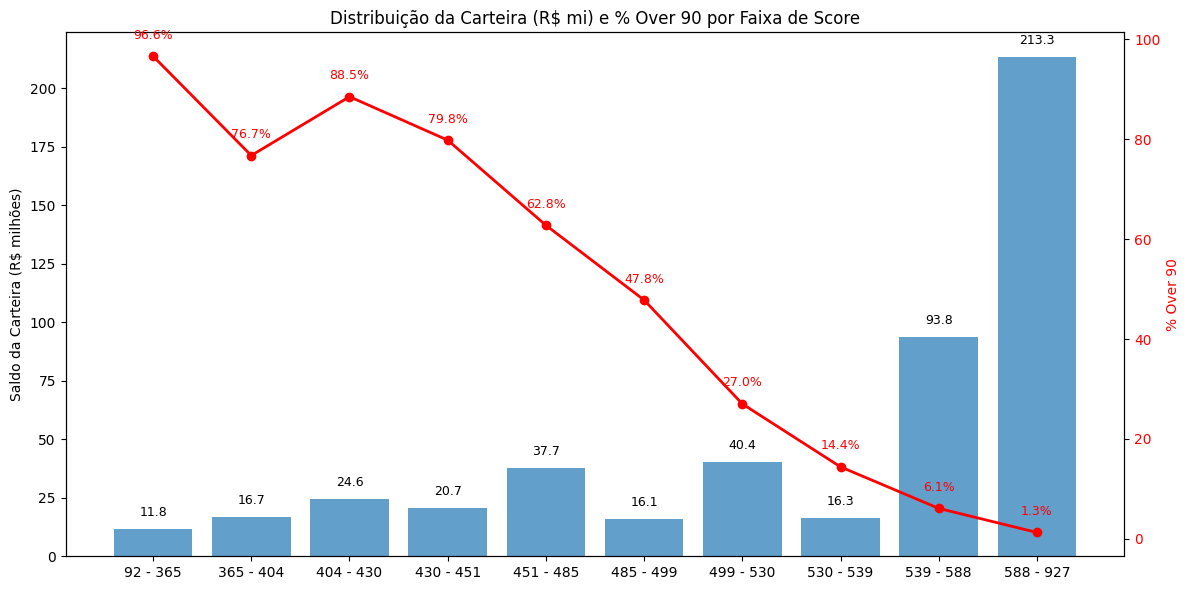 Distribuição da Carteira (R$ mi) e % Over 90 por Faixa de Score
Saldo da Carteira (R$ milhões)
200
175
150
125
100
75
50
25
0
96.6%
76.7%
88.5%
79.8%
62.8%
47.8%
27.0%
14.4%
6.1%
1.3%
11.8
16.7
24.6
20.7
37.7
16.1
40.4
16.3
93.8
213.3
92 - 365
365 - 404
404 - 430
430 - 451
451 - 485
485 - 499
499 - 530
530 - 539
539 - 588
588 - 927
100
80
60
40
20
0
% Over 90